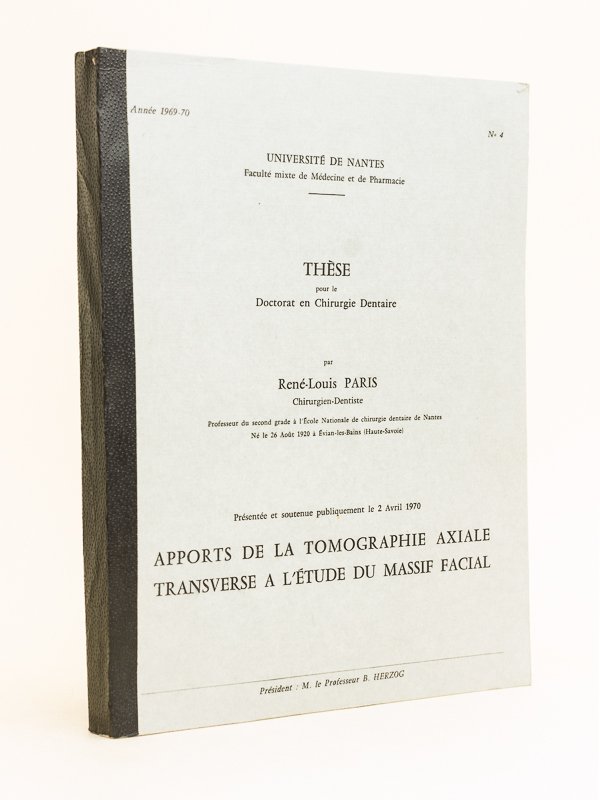 Année 1969-70
Nº 4
UNIVERSITÉ DE NANTES
Faculté mixte de Médecine et de Pharmacie
THÈSE
pour le
Doctorat en Chirurgie Dentaire
par
René-Louis PARIS
Chirurgien-Dentiste
Professeur du second grade à l'École Nationale de chirurgie dentaire de Nantes
Né le 26 Août 1920 à Évian-les-Bains (Haute-Savoie)
Présentée et soutenue publiquement le 2 Avril 1970
APPORTS DE LA TOMOGRAPHIE AXIALE
TRANSVERSE A L'ÉTUDE DU MASSIF FACIAL
Président : M. le Professeur B. HERZOG